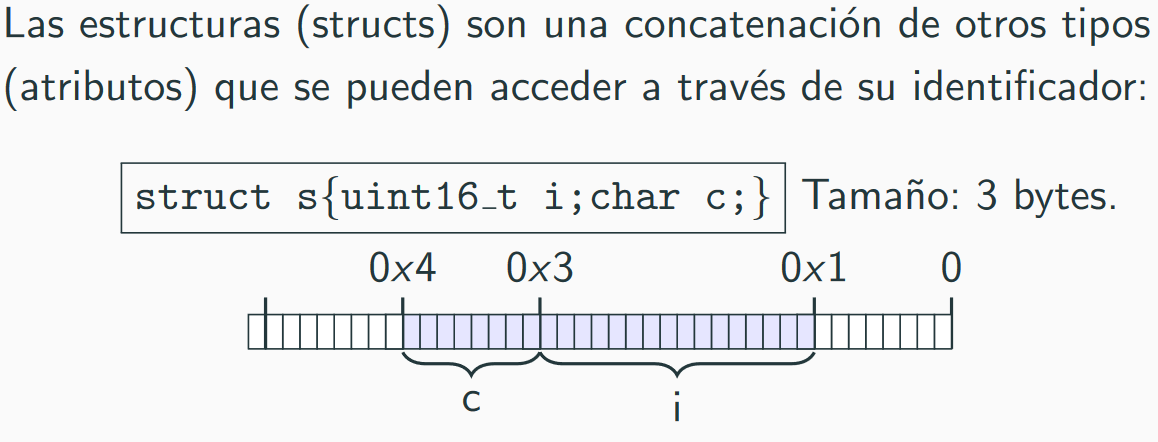 Las estructuras (structs) son una concatenación de otros tipos
(atributos) que se pueden acceder a través de su identificador:
struct s{uint16_t i;char c;} Tamaño: 3 bytes.
0x4 0x3 0x1 0
c i